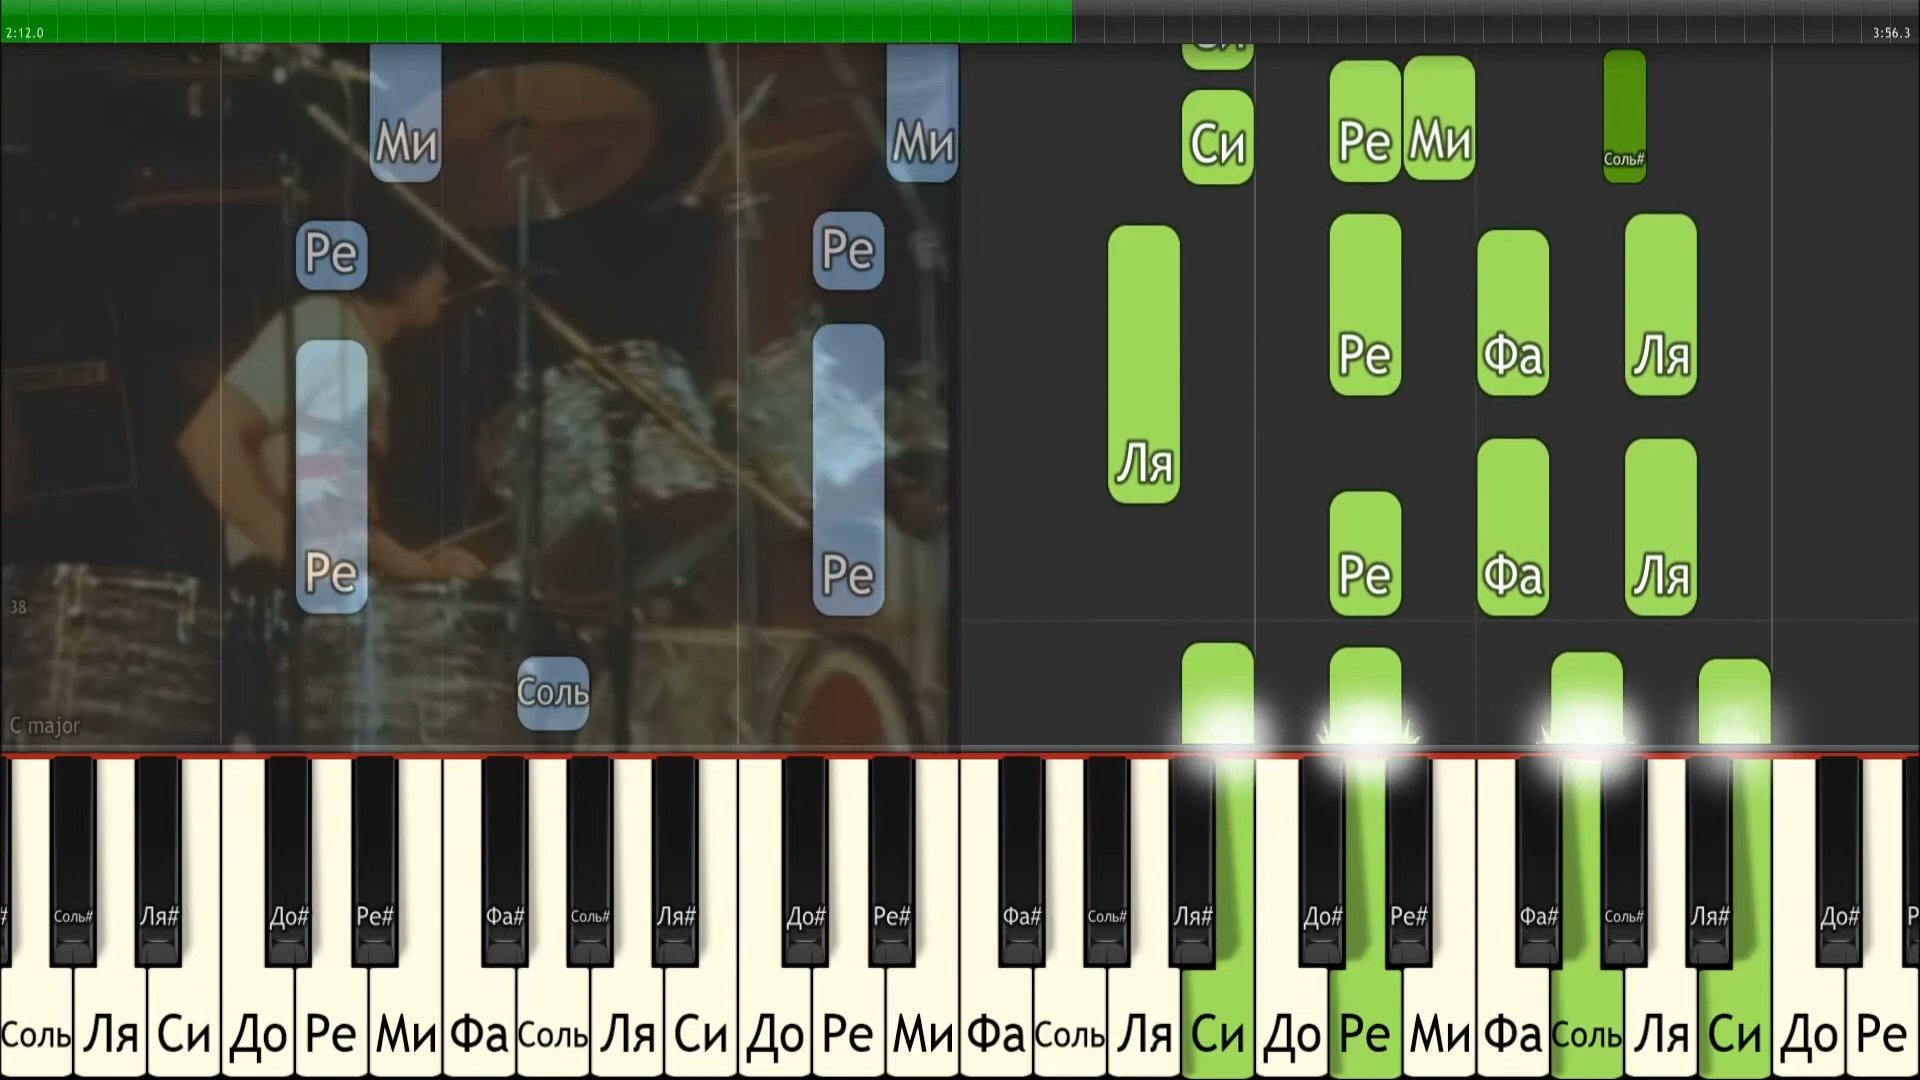 2:12.0 3:56.3
Си
Ми Ми Си Ре Ми Соль#
Ре Ре Ре Фа Ля
Ля
Ре Ре Ре Фа Ля
38
Соль
C major
# Соль# Ля# До# Ре# Фа# Соль# Ля# До# Ре# Фа# Соль# Ля# До# Ре# Фа# Соль# Ля# До#
Соль Ля Си До Ре Ми Фа Соль Ля Си До Ре Ми Фа Соль Ля Си До Ре Ми Фа Соль Ля Си До Ре